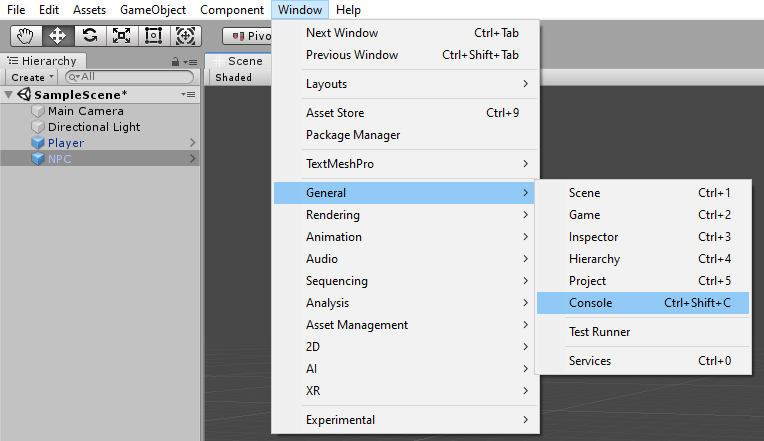 File Edit Assets GameObject Component Window Help
Pivo
Hierarchy
Create
All
SampleScene*
Main Camera
Directional Light
Player
NPC
Scene
Shaded
Next Window Ctrl+Tab
Previous Window Ctrl+Shift+Tab
Layouts
Asset Store Ctrl+9
Package Manager
TextMeshPro
General
Rendering
Animation
Audio
Sequencing
Analysis
Asset Management
2D
AI
XR
Experimental
Scene Ctrl+1
Game Ctrl+2
Inspector Ctrl+3
Hierarchy Ctrl+4
Project Ctrl+5
Console Ctrl+Shift+C
Test Runner
Services Ctrl+0